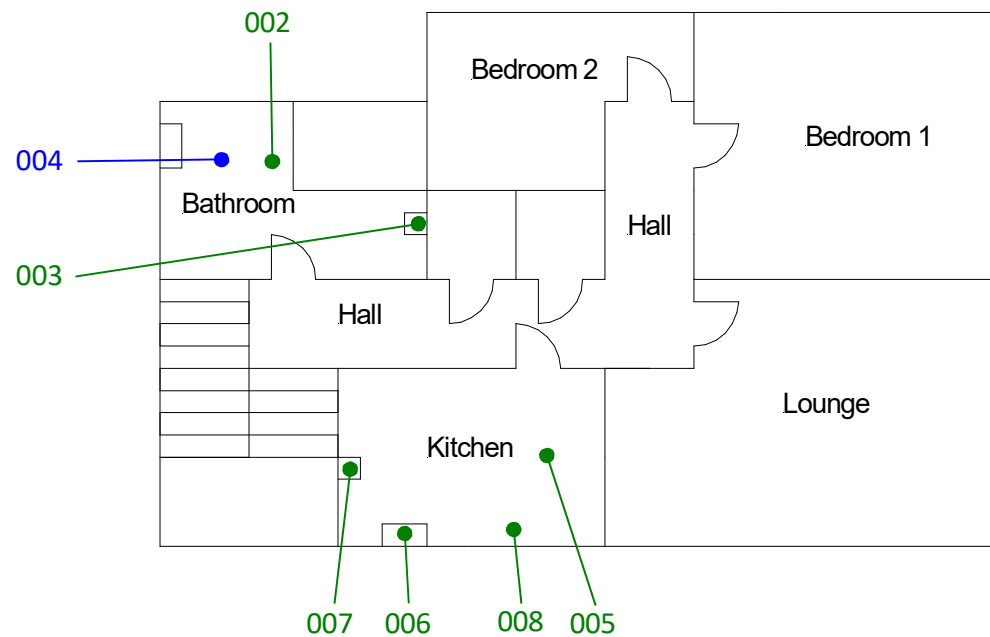 002
Bedroom 2
Bedroom 1
004
Bathroom
Hall
003
Hall
Lounge
Kitchen
007
006
008
005